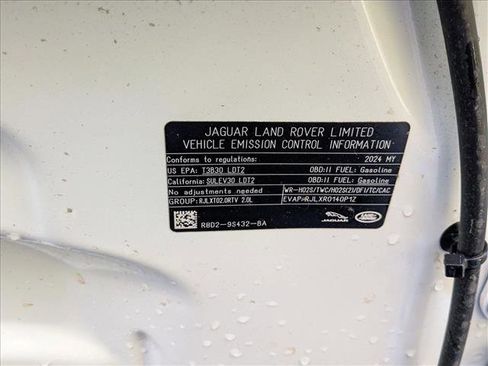 JAGUAR LAND ROVER LIMITED
VEHICLE EMISSION CONTROL INFORMATION
Conforms to regulations: 2024 MY
US EPA: T3B30 LDT2 OBD:II FUEL: Gasoline
California: SULEV30 LDT2 OBD:II FUEL: Gasoline
No adjustments needed WR-HO2S/TWC/HO2S(2)/DFI/TC/CAC
GROUP: RJLXT02.0RTV 2.0L EVAP: RJLXR0140P1Z
R8D2-9S432-BA
JAGUAR